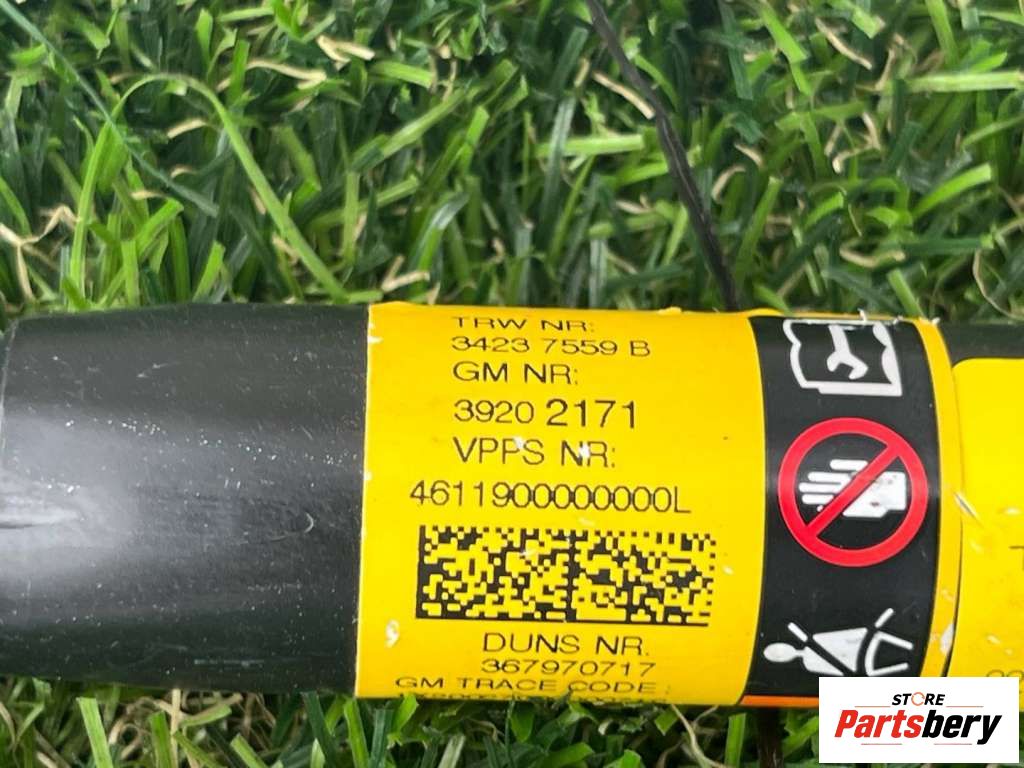 TRW NR:
3423 7559 B
GM NR:
3920 2171
VPPS NR:
4611900000000L
DUNS NR.
367970717
GM TRACE CODE:
STORE
Partsbery